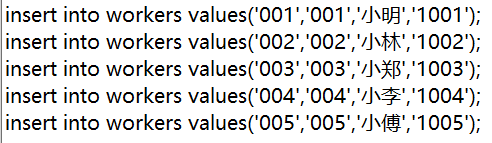 insert into workers values('001','001','小明','1001');
insert into workers values('002','002','小林','1002');
insert into workers values('003','003','小郑','1003');
insert into workers values('004','004','小李','1004');
insert into workers values('005','005','小傅','1005');